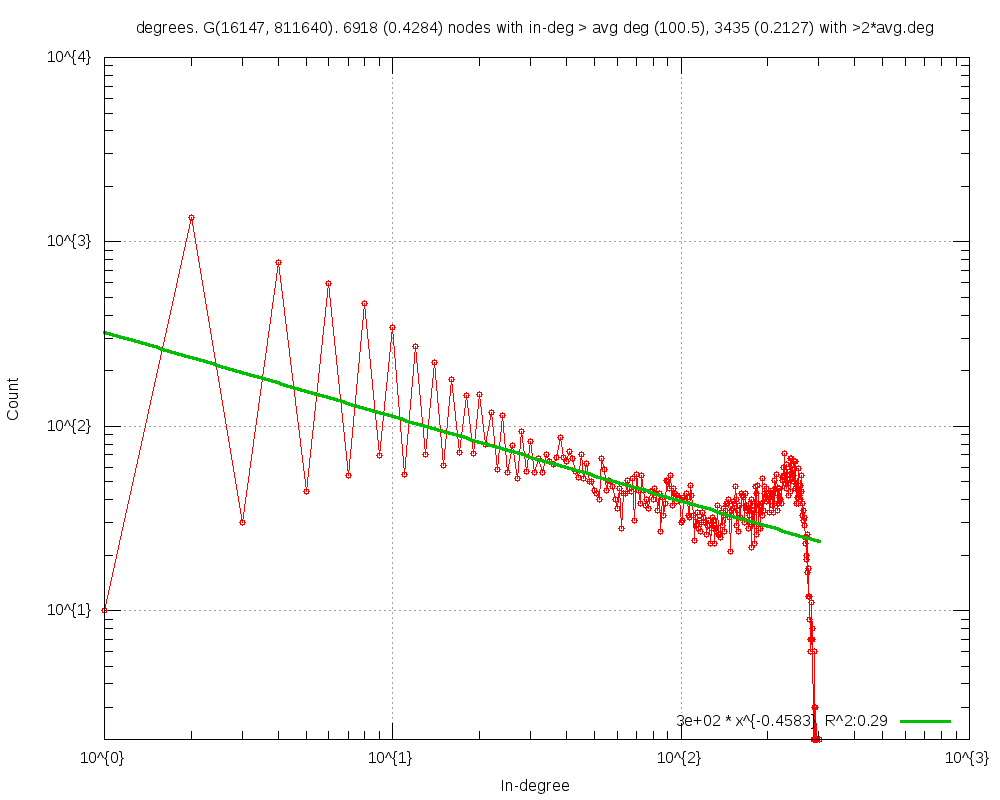 degrees. G(16147, 811640). 6918 (0.4284) nodes with in-deg > avg deg (100.5), 3435 (0.2127) with >2*avg.deg
10^{4}
10^{3}
10^{2}
10^{1}
Count
3e+02 * x^{-0.4583} R^2:0.29
10^{0} 10^{1} 10^{2} 10^{3}
In-degree